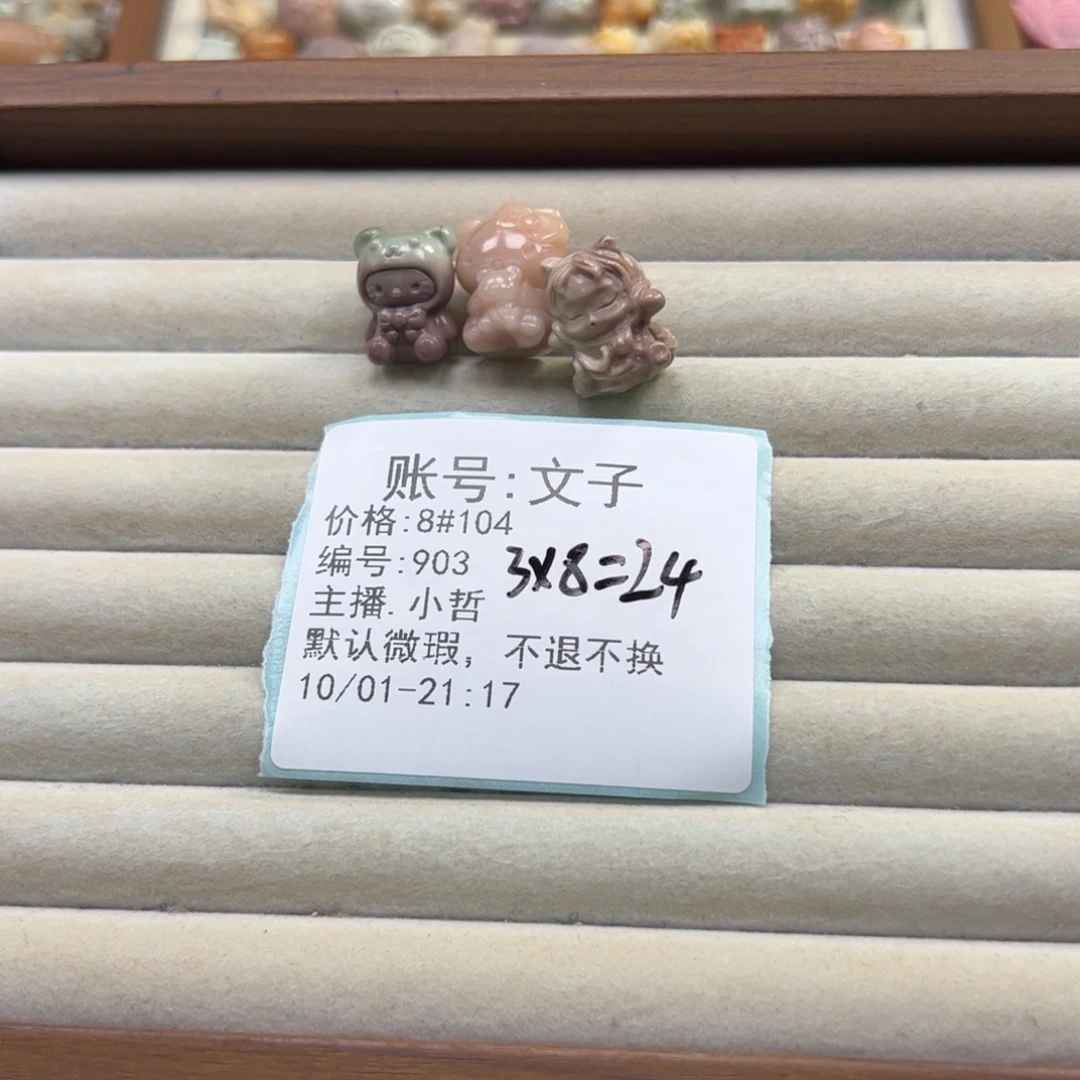 账号:文子
价格:8#104
编号:903
3x8=24
主播.小哲
默认微瑕，不退不换
10/01-21:17